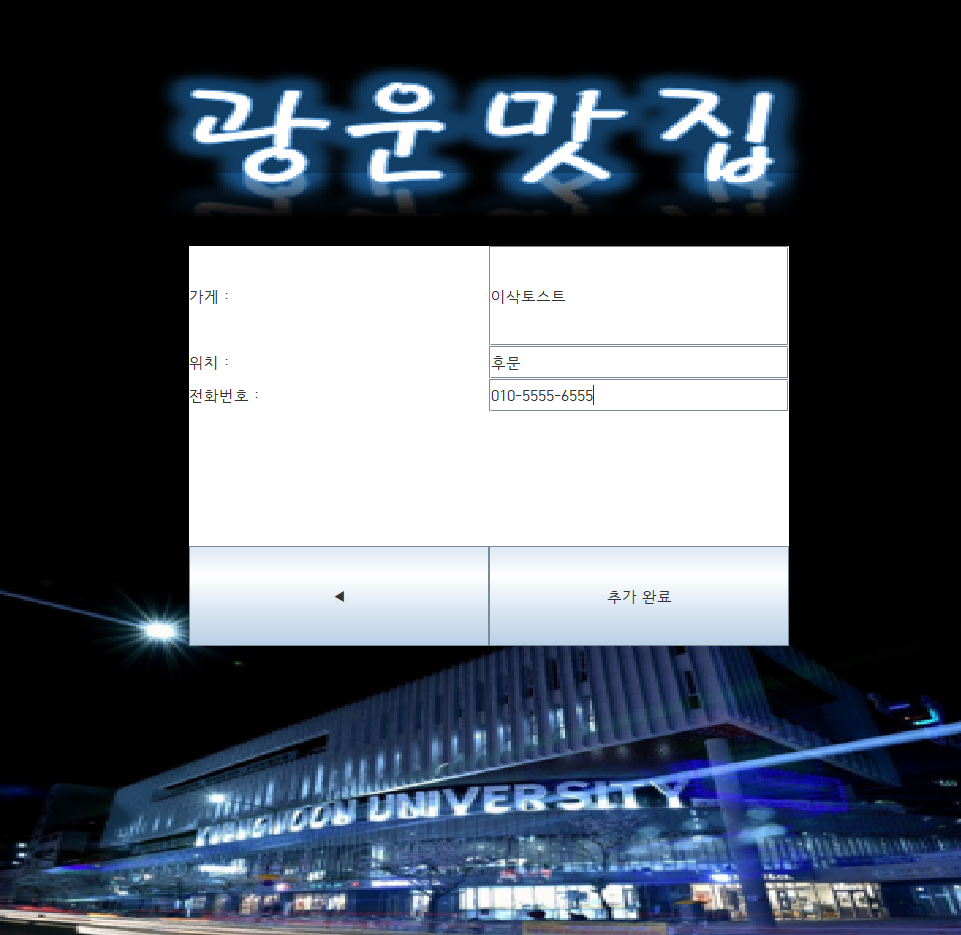 광운맛집
가게 :
이삭토스트
위치 :
후문
전화번호 :
010-5555-6555
◀
추가 완료
KWANGWOON UNIVERSITY